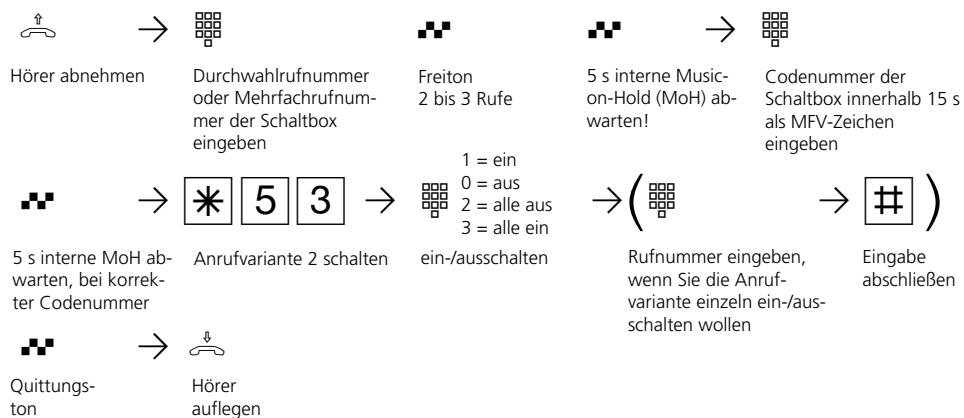 Hörer abnehmen
Durchwahlrufnummer
oder Mehrfachrufnum-
mer der Schaltbox
eingeben
Freiton
2 bis 3 Rufe
5 s interne Music-
on-Hold (MoH) ab-
warten!
Codenummer der
Schaltbox innerhalb 15 s
als MFV-Zeichen
eingeben
5 s interne MoH ab-
warten, bei korrek-
ter Codenummer
* 5 3
Anrufvariante 2 schalten
1 = ein
0 = aus
2 = alle aus
3 = alle ein
ein-/ausschalten
(
Rufnummer eingeben,
wenn Sie die Anruf-
variante einzeln ein-/aus-
schalten wollen
# )
Eingabe
abschließen
Quittungs-
ton
Hörer
auflegen